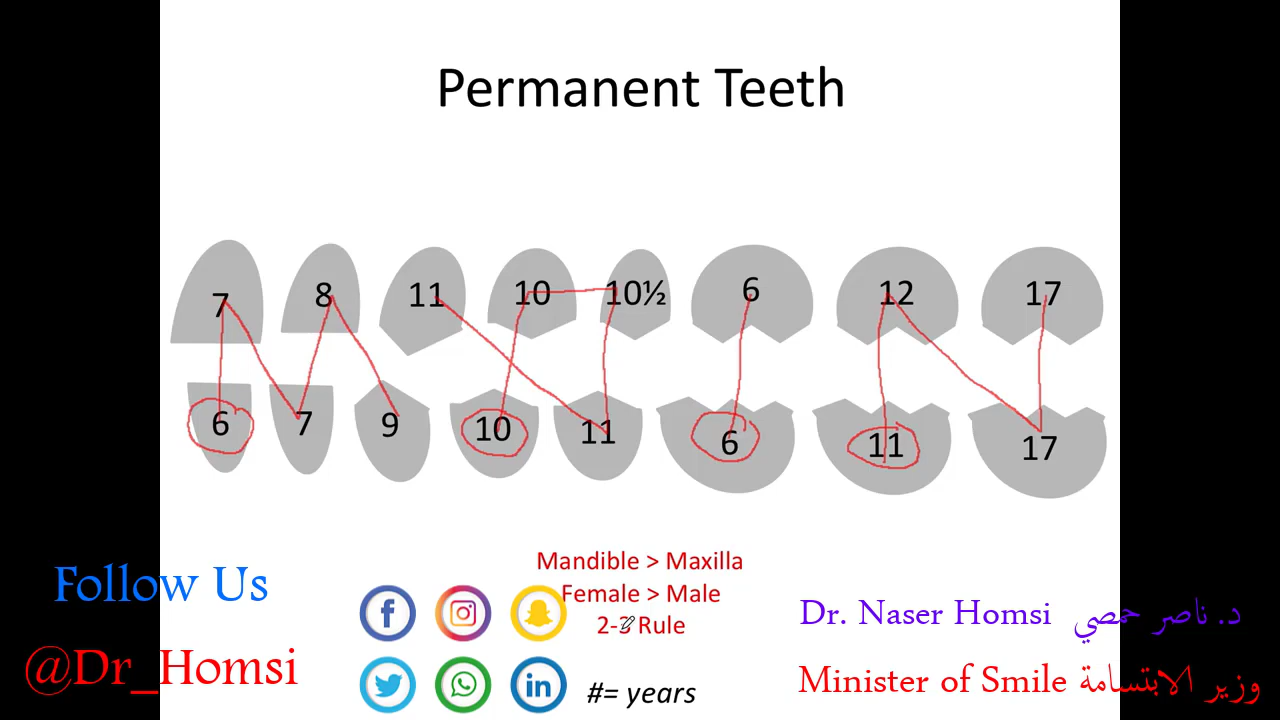 Permanent Teeth
7 8 11 10 10½ 6 12 17
6 7 9 10 11 6 11 17
Mandible > Maxilla
Female > Male
2-3 Rule
#= years
Follow Us
@Dr_Homsi
Dr. Naser Homsi د. ناصر حمصي
Minister of Smile وزير الابتسامة